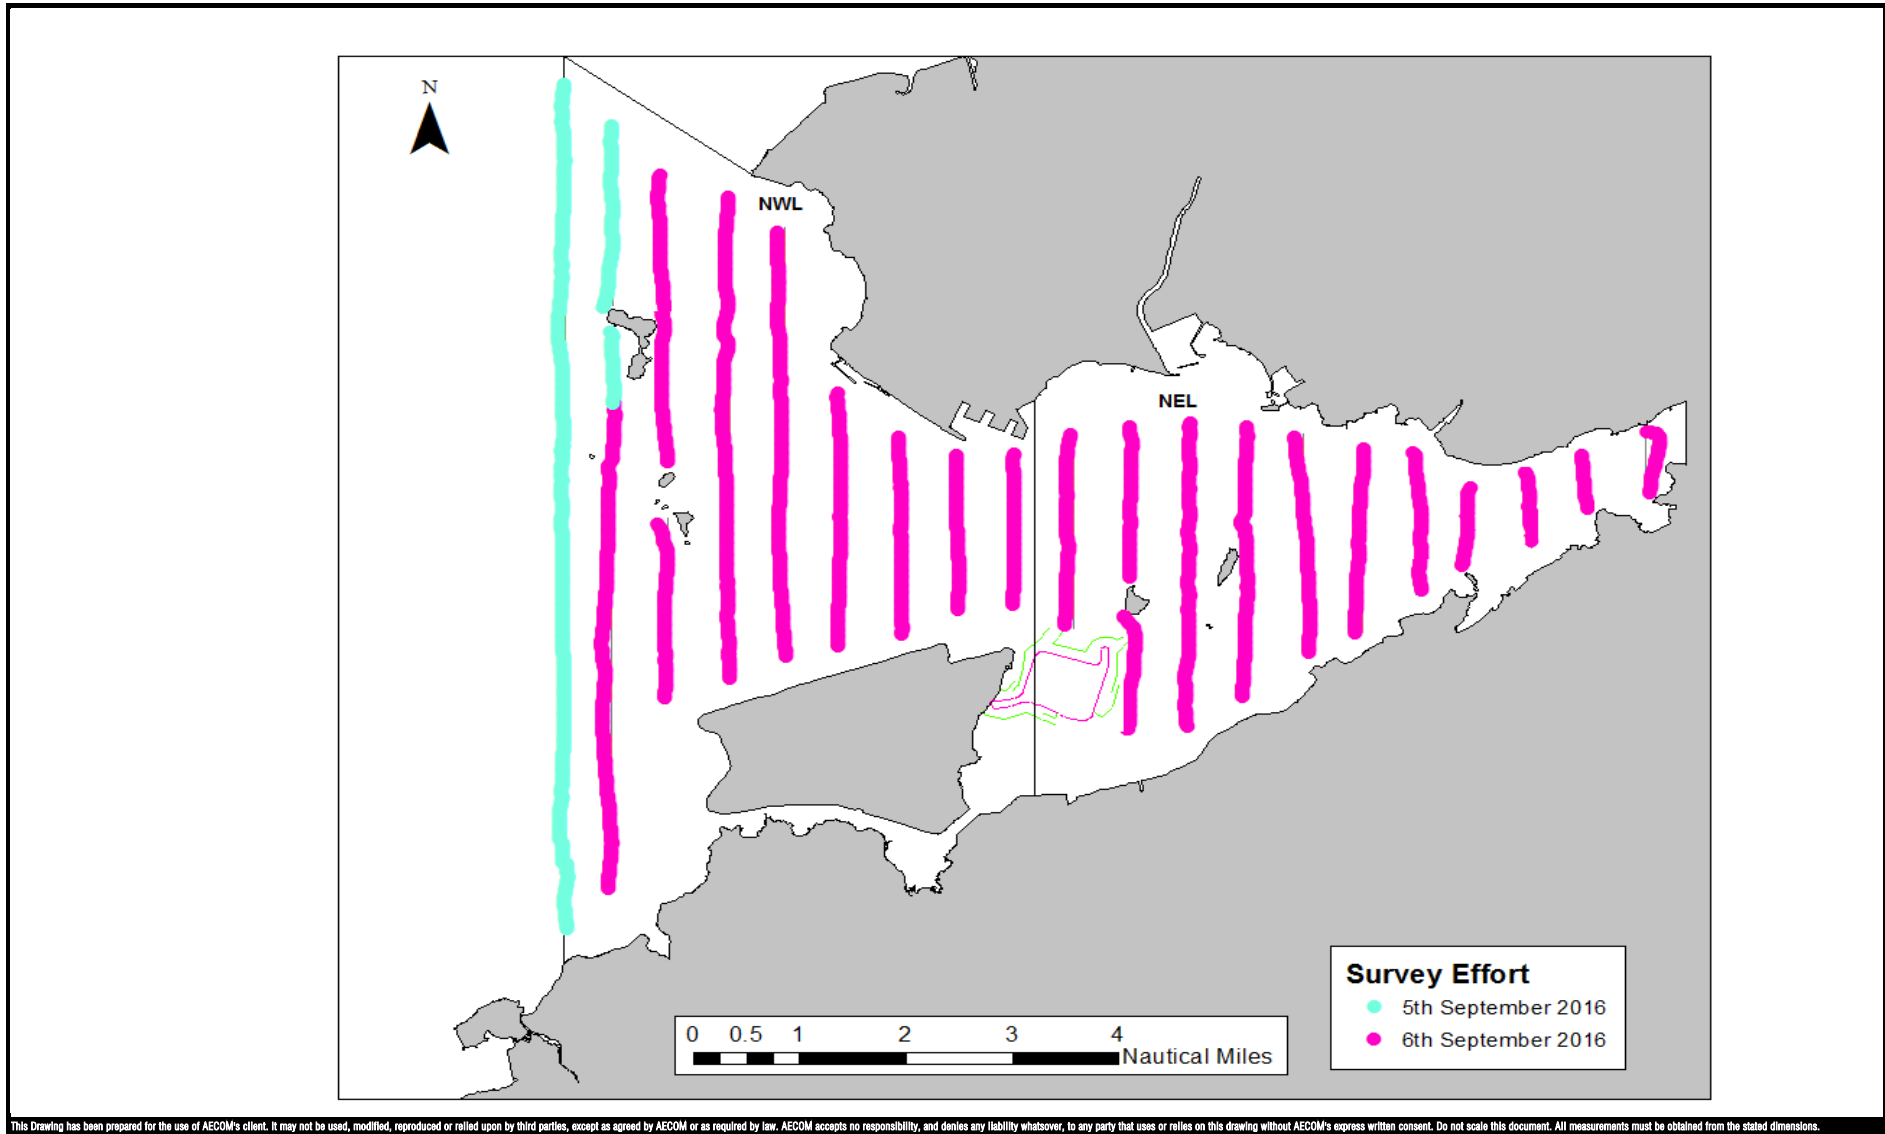 N
NWL
NEL
Survey Effort
5th September 2016
6th September 2016
0 0.5 1 2 3 4
Nautical Miles
This Drawing has been prepared for the use of AECOM's client. It may not be used, modified, reproduced or relied upon by third parties, except as agreed by AECOM or as required by law. AECOM accepts no responsibility, and denies any liability whatsoever, to any party that uses or relies on this drawing without AECOM's express written consent. Do not scale this document. All measurements must be obtained from the stated dimensions.